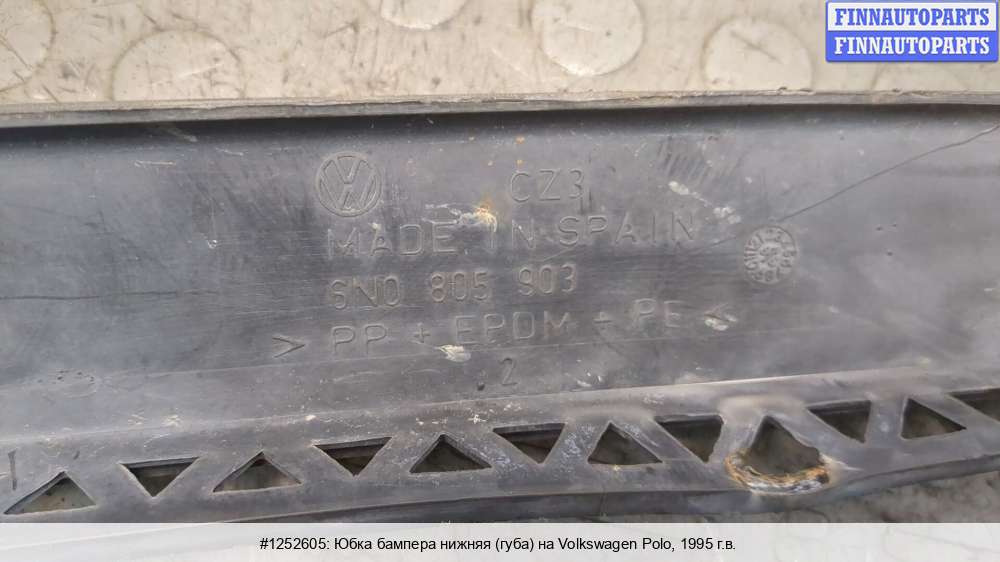 FINNAUTOPARTS
FINNAUTOPARTS
CZ3
MADE IN SPAIN
6N0 805 903
> PP + EPDM + PE <
2
#1252605: Юбка бампера нижняя (губа) на Volkswagen Polo, 1995 г.в.